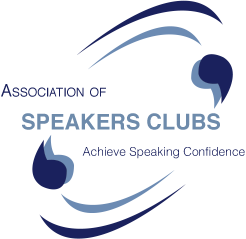 ASSOCIATION OF
SPEAKERS CLUBS
Achieve Speaking Confidence